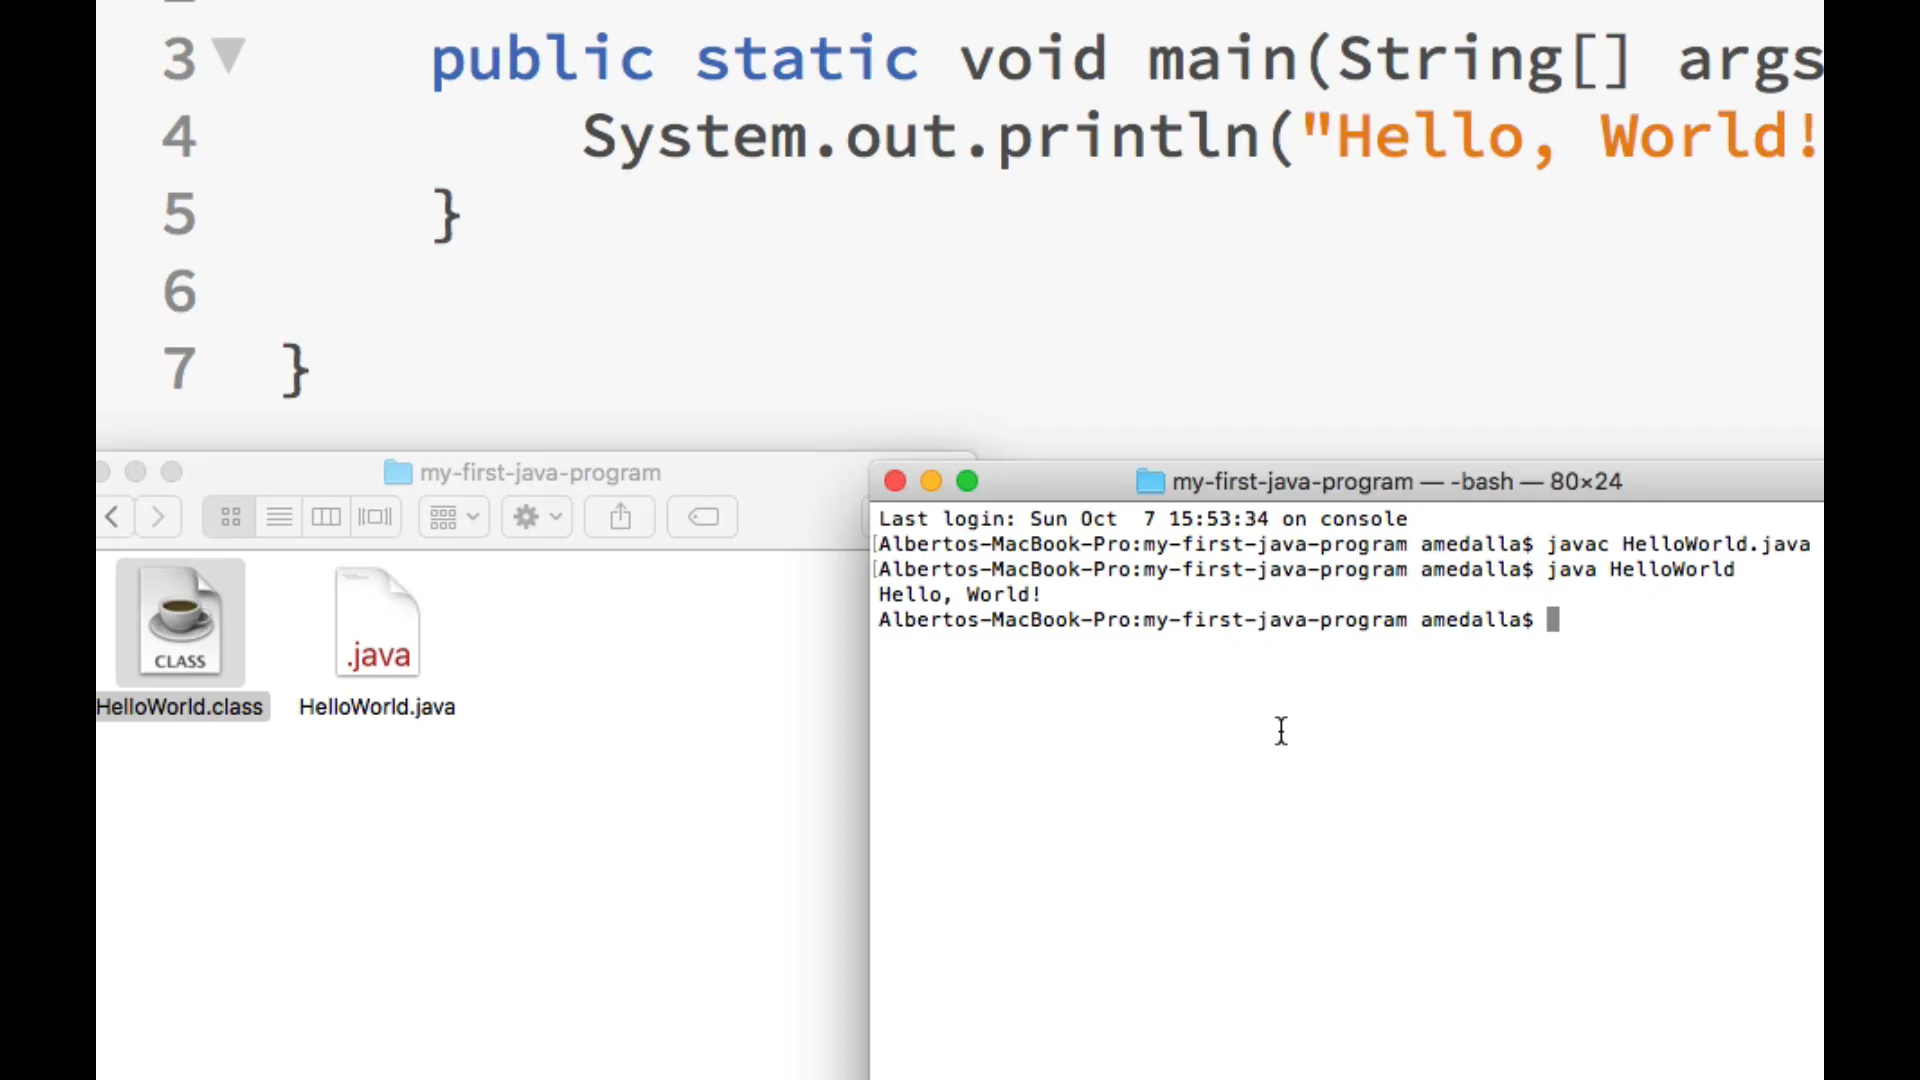 3 public static void main(String[] args
4 System.out.println("Hello, World!
5 }
6
7 }
my-first-java-program
my-first-java-program — -bash — 80×24
Last login: Sun Oct  7 15:53:34 on console
[Albertos-MacBook-Pro:my-first-java-program amedalla$ javac HelloWorld.java
[Albertos-MacBook-Pro:my-first-java-program amedalla$ java HelloWorld
Hello, World!
Albertos-MacBook-Pro:my-first-java-program amedalla$
CLASS
.java
HelloWorld.class
HelloWorld.java